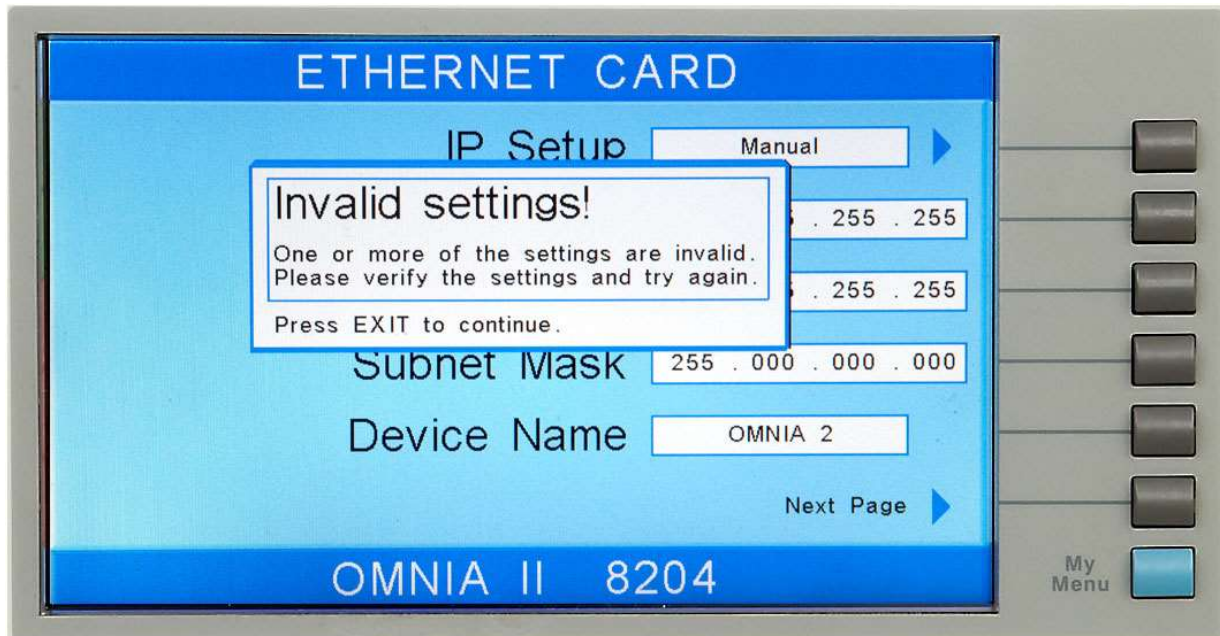 ETHERNET CARD
IP Setup Manual
Invalid settings!
. 255 . 255
One or more of the settings are invalid.
Please verify the settings and try again.
. 255 . 255
Press EXIT to continue.
Subnet Mask 255 . 000 . 000 . 000
Device Name OMNIA 2
Next Page
OMNIA II 8204
My
Menu